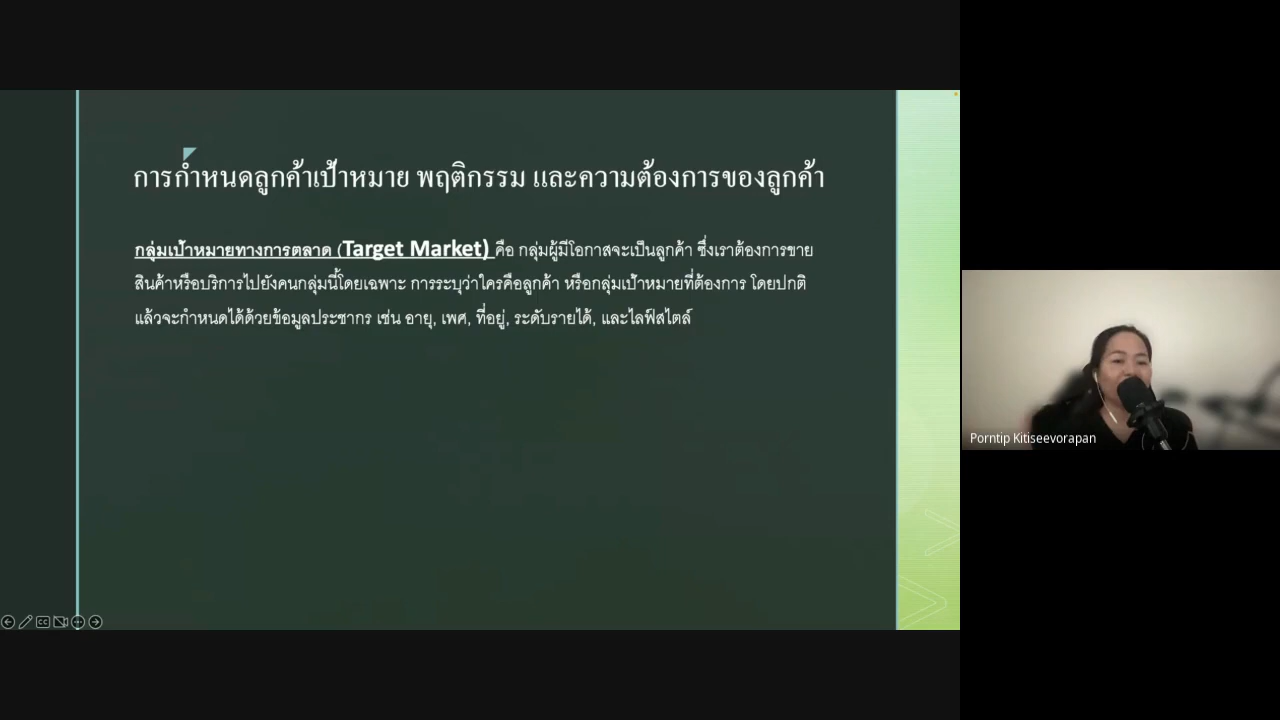 การกำหนดลูกค้าเป้าหมาย พฤติกรรม และความต้องการของลูกค้า
กลุ่มเป้าหมายทางการตลาด (Target Market) คือ กลุ่มผู้มีโอกาสจะเป็นลูกค้า ซึ่งเราต้องการขาย
สินค้าหรือบริการไปยังคนกลุ่มนี้โดยเฉพาะ การระบุว่าใครคือลูกค้า หรือกลุ่มเป้าหมายที่ต้องการ โดยปกติ
แล้วจะกำหนดได้ด้วยข้อมูลประชากร เช่น อายุ, เพศ, ที่อยู่, ระดับรายได้, และไลฟ์สไตล์
Porntip Kitiseevorapan